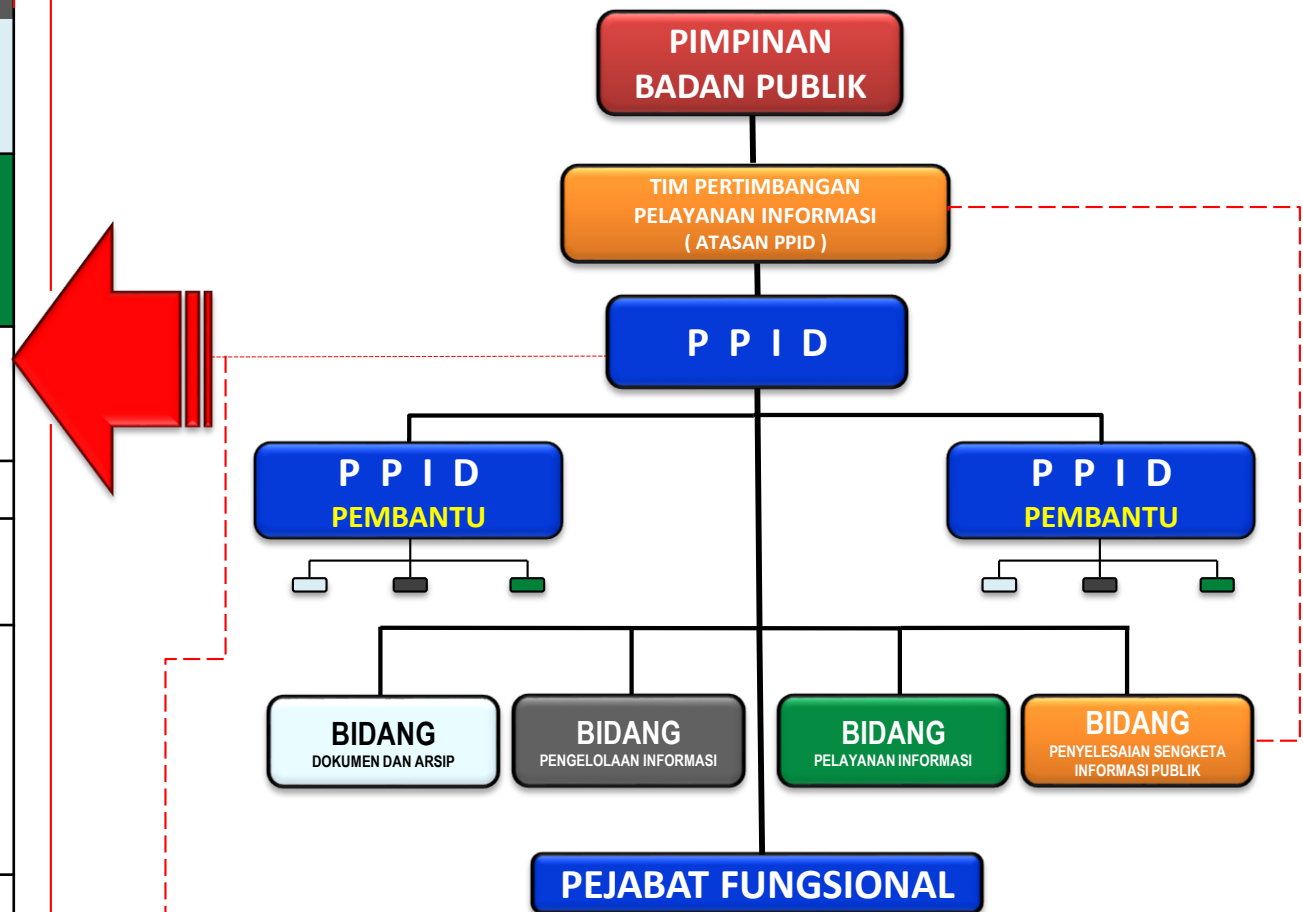 PIMPINAN
BADAN PUBLIK
TIM PERTIMBANGAN
PELAYANAN INFORMASI
( ATASAN PPID )
P P I D
P P I D
PEMBANTU
P P I D
PEMBANTU
BIDANG
DOKUMEN DAN ARSIP
BIDANG
PENGELOLAAN INFORMASI
BIDANG
PELAYANAN INFORMASI
BIDANG
PENYELESAIAN SENGKETA
INFORMASI PUBLIK
PEJABAT FUNGSIONAL